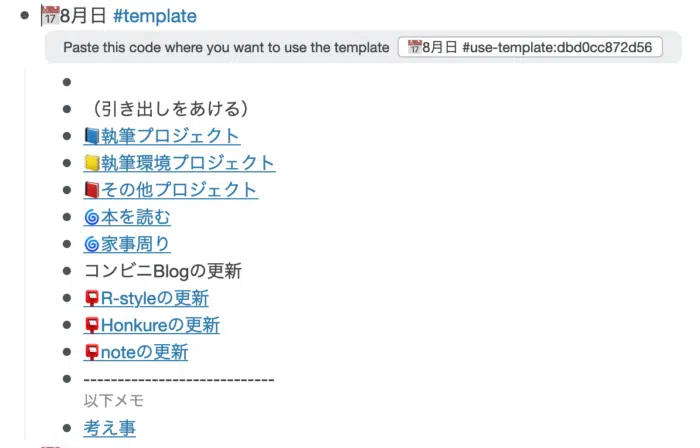 📅8月日 #template
Paste this code where you want to use the template 📅8月日 #use-template:dbd0cc872d56
（引き出しをあける）
📘執筆プロジェクト
📒執筆環境プロジェクト
📕その他プロジェクト
🌀本を読む
🌀家事周り
コンビニBlogの更新
📮R-styleの更新
📮Honkureの更新
📮noteの更新
----------------------------
以下メモ
考え事